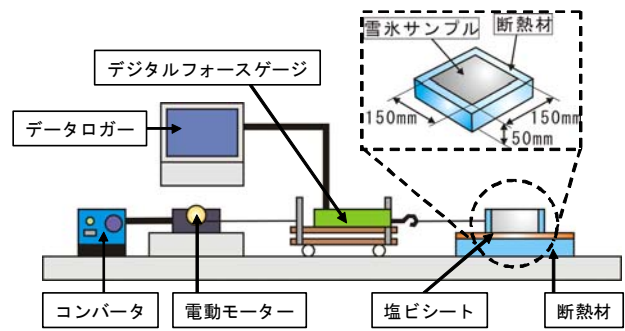 雪氷サンプル
断熱材
デジタルフォースゲージ
150mm
150mm
50mm
データロガー
コンバータ
電動モーター
塩ビシート
断熱材